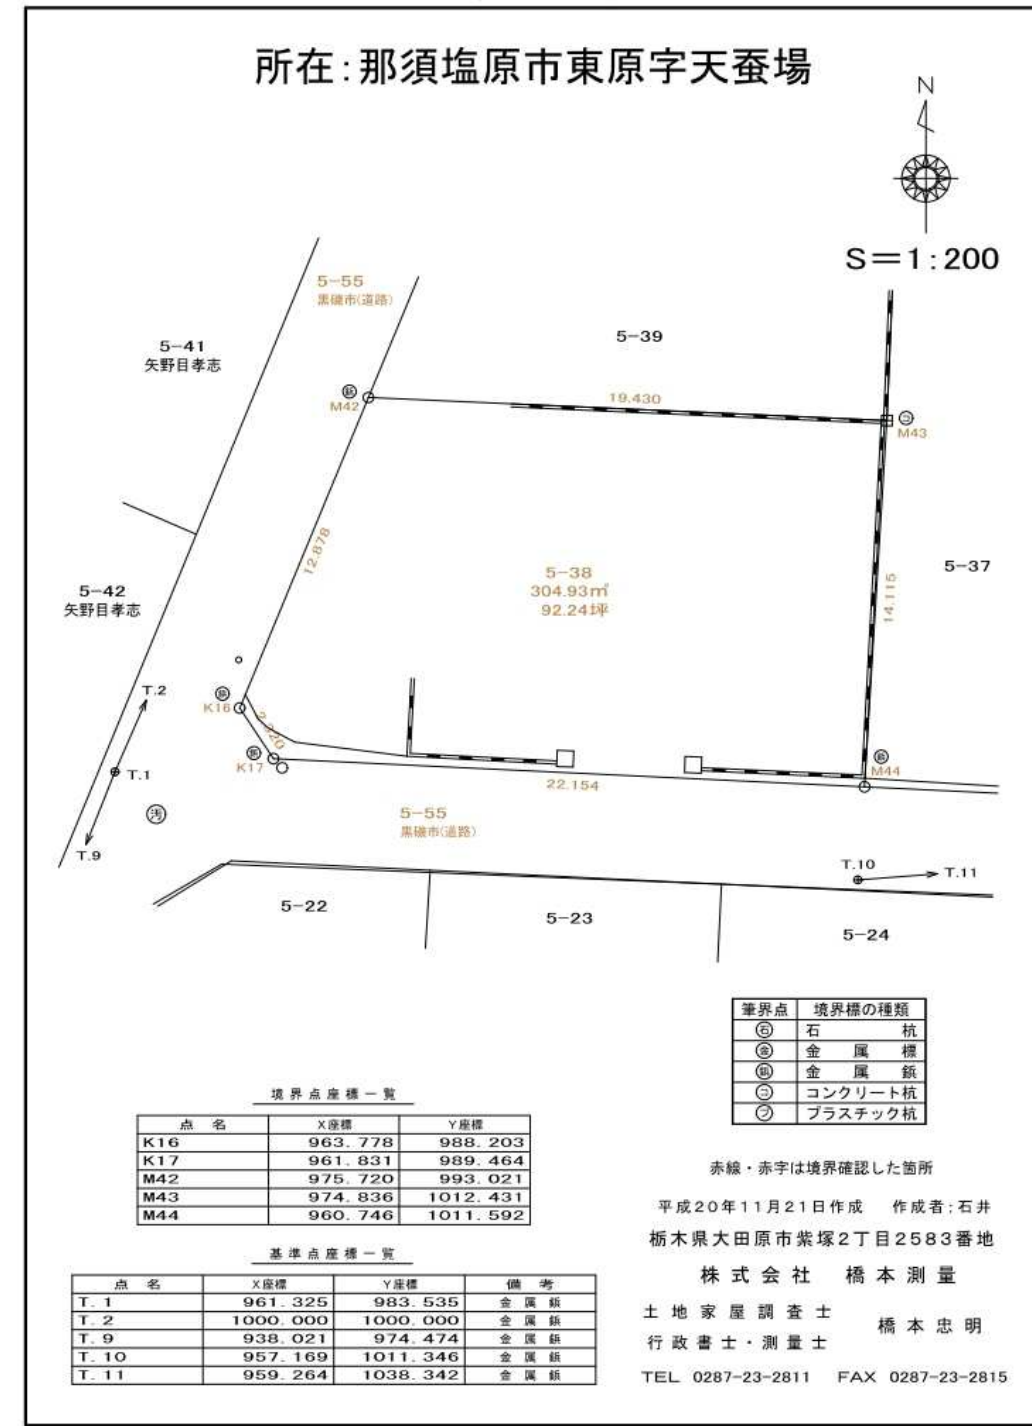 所在:那須塩原市東原字天蚕場
N
S=1:200
5-55
黒磯市(道路)
5-41
矢野目孝志
5-39
鋲
M42
19.430
コ
M43
12.878
5-38
304.93㎡
92.24坪
5-37
14.115
5-42
矢野目孝志
T.2
鋲
K16
2.320
鋲
K17
T.1
鋲
M44
22.154
汚
5-55
黒磯市(道路)
T.9
T.10
T.11
5-22
5-23
5-24
筆界点 境界標の種類
石 石杭
金 金属標
鋲 金属鋲
コ コンクリート杭
プ プラスチック杭
境界点座標一覧
点名 X座標 Y座標
K16 963.778 988.203
K17 961.831 989.464
M42 975.720 993.021
M43 974.836 1012.431
M44 960.746 1011.592
赤線・赤字は境界確認した箇所
平成20年11月21日作成 作成者:石井
栃木県大田原市紫塚2丁目2583番地
株式会社 橋本測量
土地家屋調査士
行政書士・測量士
橋本忠明
TEL 0287-23-2811 FAX 0287-23-2815
基準点座標一覧
点名 X座標 Y座標 備考
T.1 961.325 983.535 金属鋲
T.2 1000.000 1000.000 金属鋲
T.9 938.021 974.474 金属鋲
T.10 957.169 1011.346 金属鋲
T.11 959.264 1038.342 金属鋲